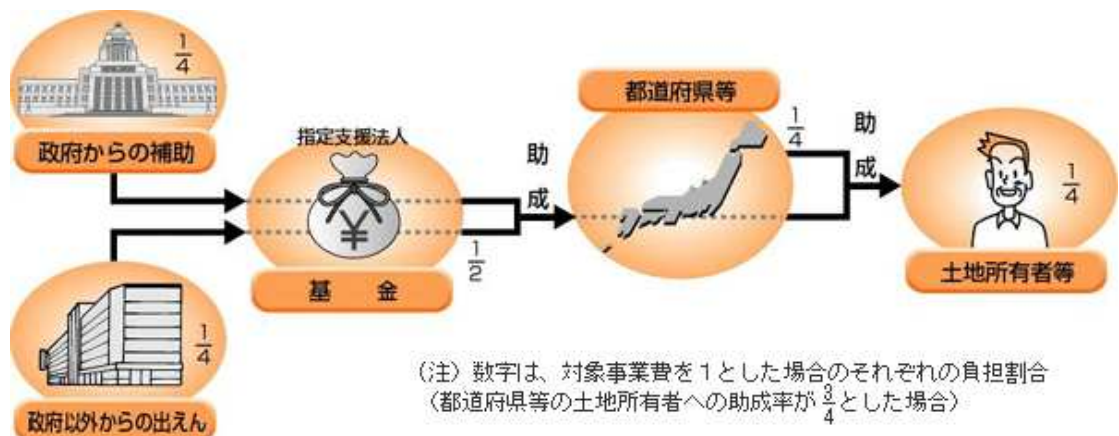 1/4
政府からの補助
指定支援法人
¥
基　金
1/2
助成
都道府県等
1/4
助成
1/4
土地所有者等
1/4
政府以外からの出えん
（注）数字は、対象事業費を１とした場合のそれぞれの負担割合
（都道府県等の土地所有者への助成率が3/4とした場合）